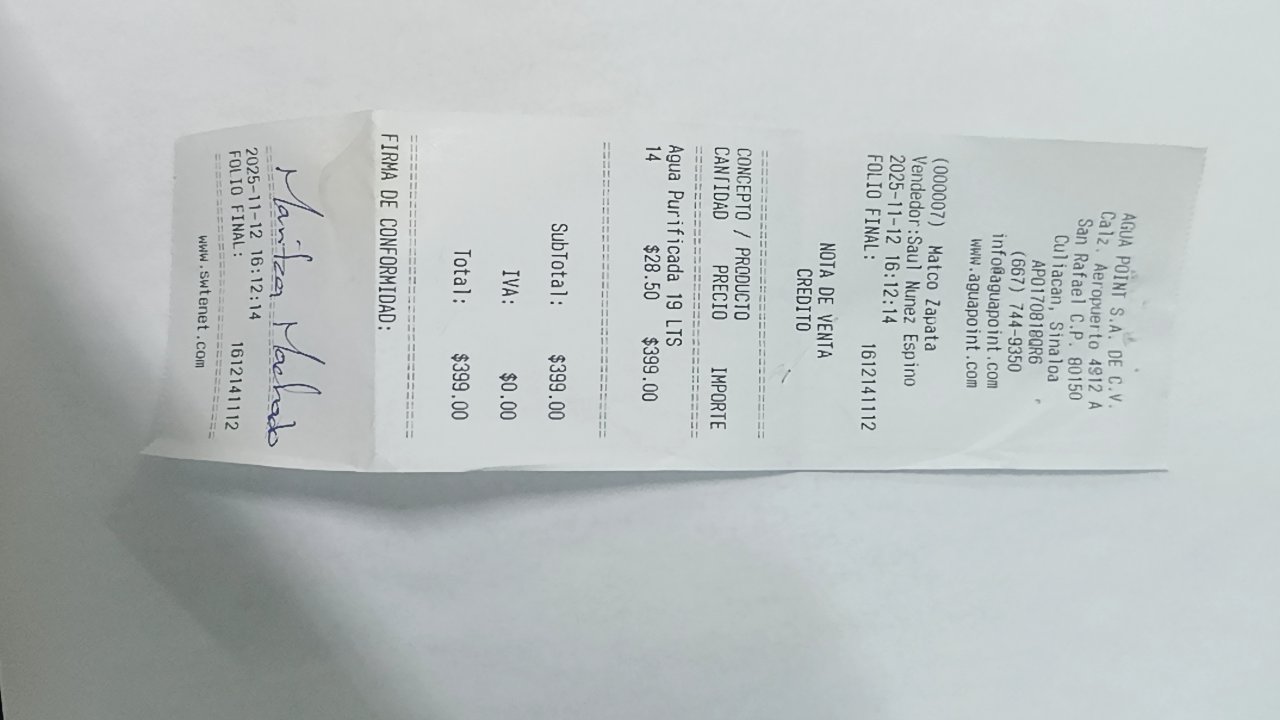 AGUA POINT S.A. DE C.V.
Calz. Aeropuerto 4912 A
San Rafael C.P. 80150
Culiacan, Sinaloa
APO170818QR6
(667) 744-9350
info@aguapoint.com
www.aguapoint.com
(000007) Matco Zapata
Vendedor:Saul Nunez Espino
2025-11-12 16:12:14
FOLIO FINAL: 1612141112
NOTA DE VENTA
CREDITO
CONCEPTO / PRODUCTO
CANTIDAD PRECIO IMPORTE
Agua Purificada 19 LTS
14 $28.50 $399.00
SubTotal: $399.00
IVA: $0.00
Total: $399.00
FIRMA DE CONFORMIDAD:
Maritza Machado
2025-11-12 16:12:14
FOLIO FINAL: 1612141112
www.swtenet.com